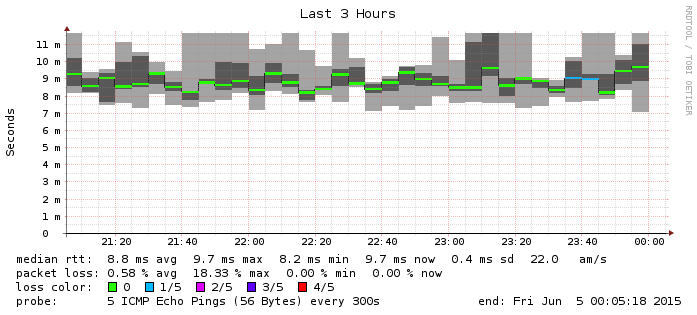 Last 3 Hours
RRDTOOL / TOBI OETIKER
Seconds
11 m
10 m
9 m
8 m
7 m
6 m
5 m
4 m
3 m
2 m
1 m
0
21:20 21:40 22:00 22:20 22:40 23:00 23:20 23:40 00:00
median rtt: 8.8 ms avg 9.7 ms max 8.2 ms min 9.7 ms now 0.4 ms sd 22.0 am/s
packet loss: 0.58 % avg 18.33 % max 0.00 % min 0.00 % now
loss color: 0 1/5 2/5 3/5 4/5
probe: 5 ICMP Echo Pings (56 Bytes) every 300s end: Fri Jun 5 00:05:18 2015